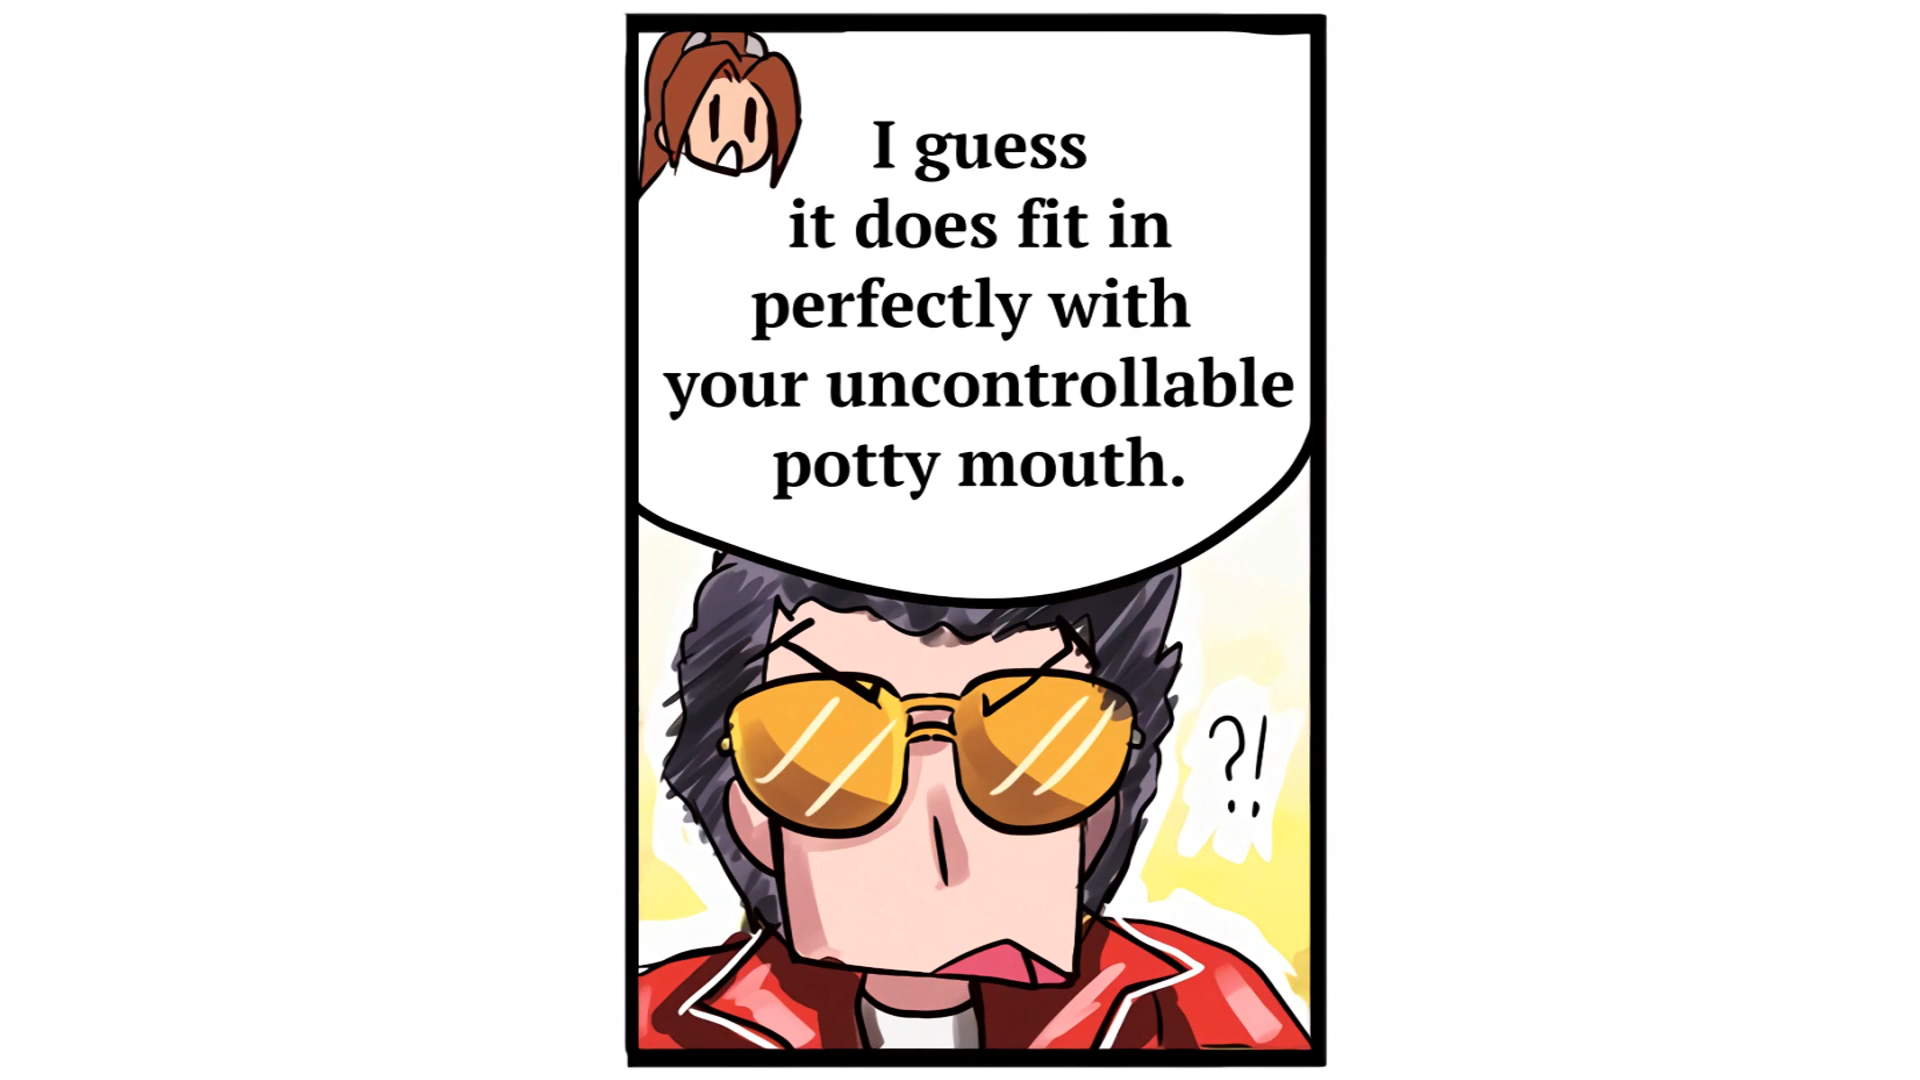 I guess
it does fit in
perfectly with
your uncontrollable
potty mouth.
?!